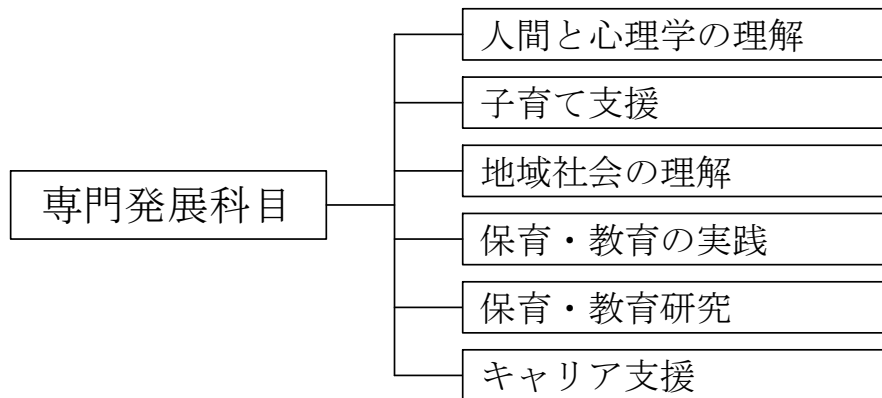 専門発展科目
人間と心理学の理解
子育て支援
地域社会の理解
保育・教育の実践
保育・教育研究
キャリア支援